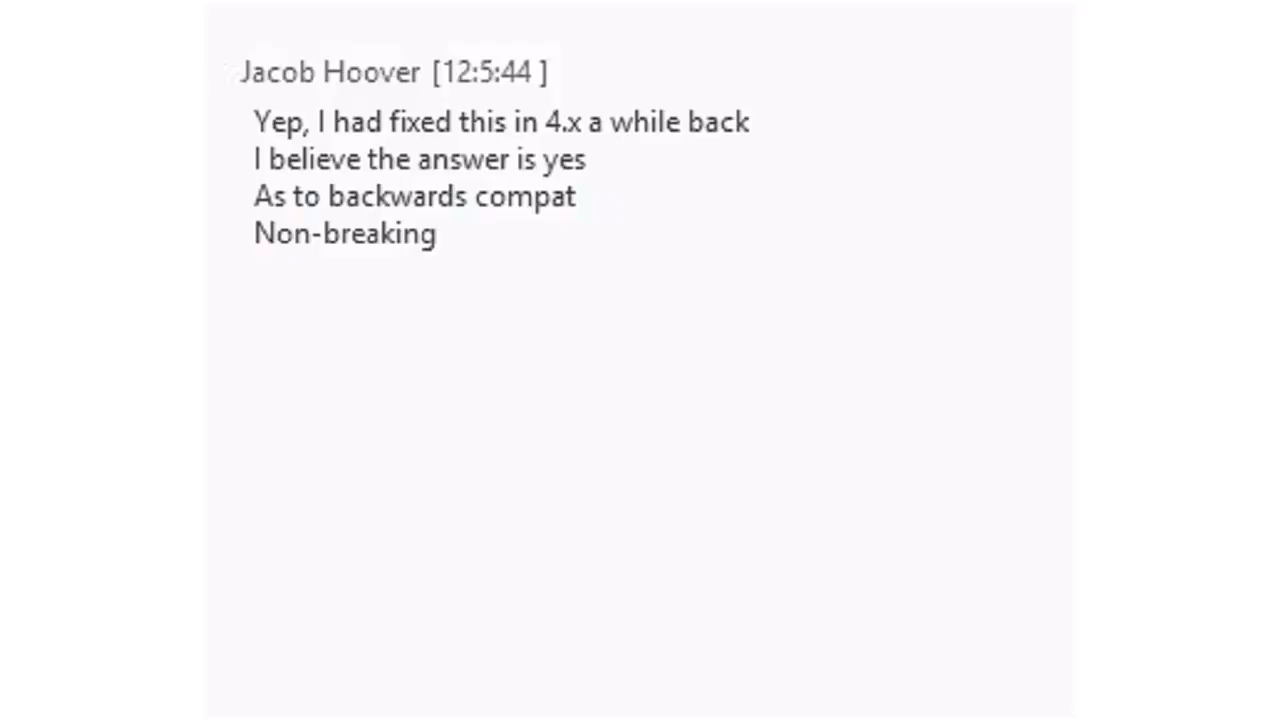 Jacob Hoover [12:5:44 ]
Yep, I had fixed this in 4.x a while back
I believe the answer is yes
As to backwards compat
Non-breaking